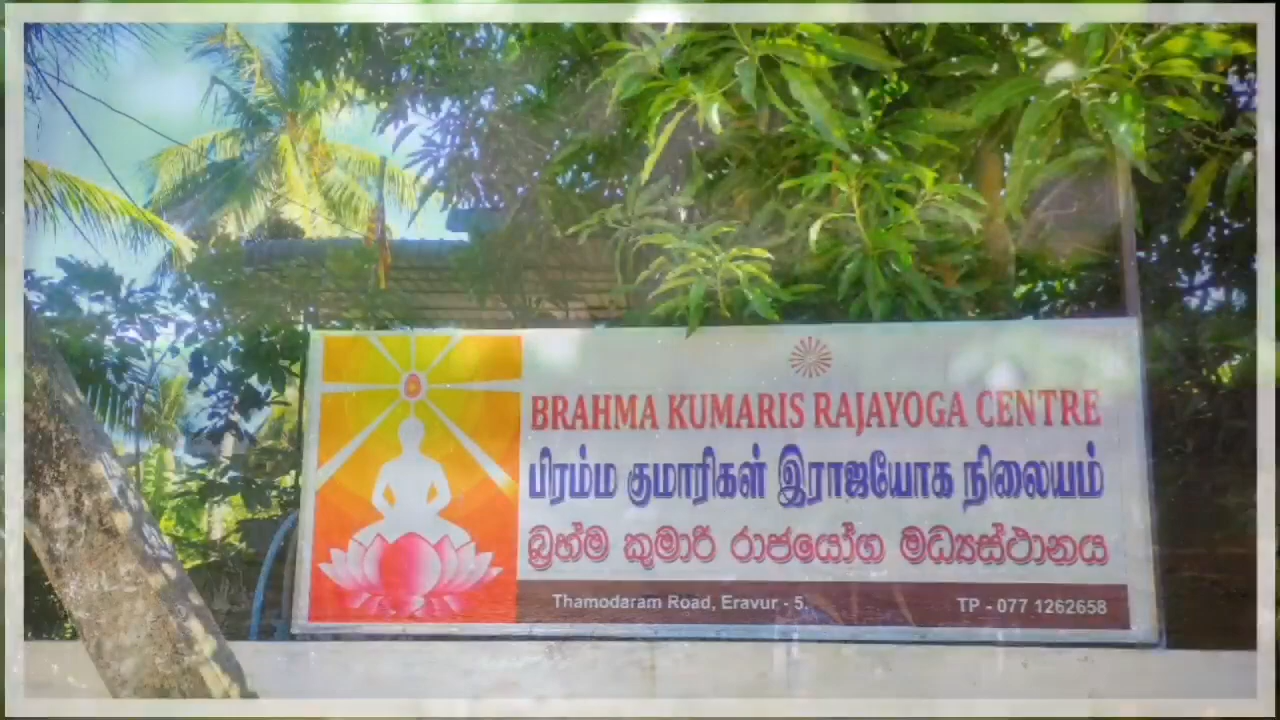 BRAHMA KUMARIS RAJAYOGA CENTRE
பிரம்ம குமாரிகள் இராஜயோக நிலையம்
බ්‍රහ්ම කුමාරී රාජයෝග මධ්‍යස්ථානය
Thamodaram Road, Eravur - 5. TP - 077 1262658